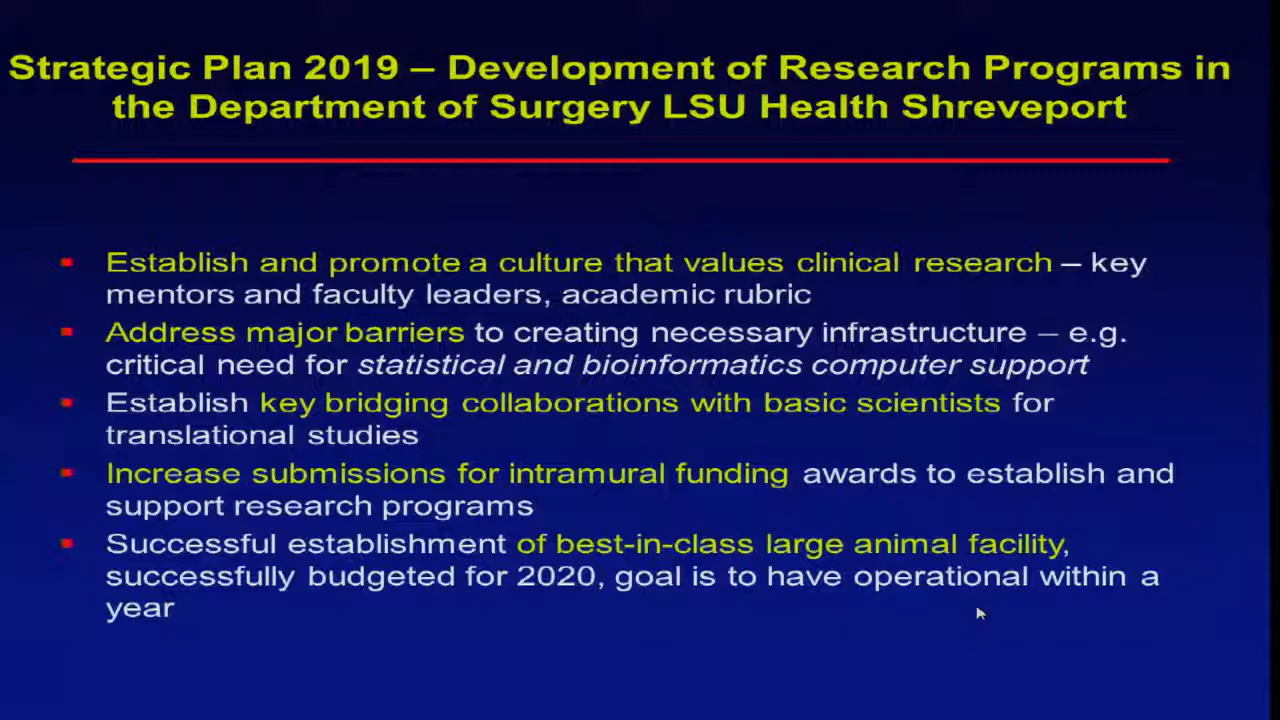 Strategic Plan 2019 – Development of Research Programs in
the Department of Surgery LSU Health Shreveport
▪ Establish and promote a culture that values clinical research – key
mentors and faculty leaders, academic rubric
▪ Address major barriers to creating necessary infrastructure – e.g.
critical need for statistical and bioinformatics computer support
▪ Establish key bridging collaborations with basic scientists for
translational studies
▪ Increase submissions for intramural funding awards to establish and
support research programs
▪ Successful establishment of best-in-class large animal facility,
successfully budgeted for 2020, goal is to have operational within a
year